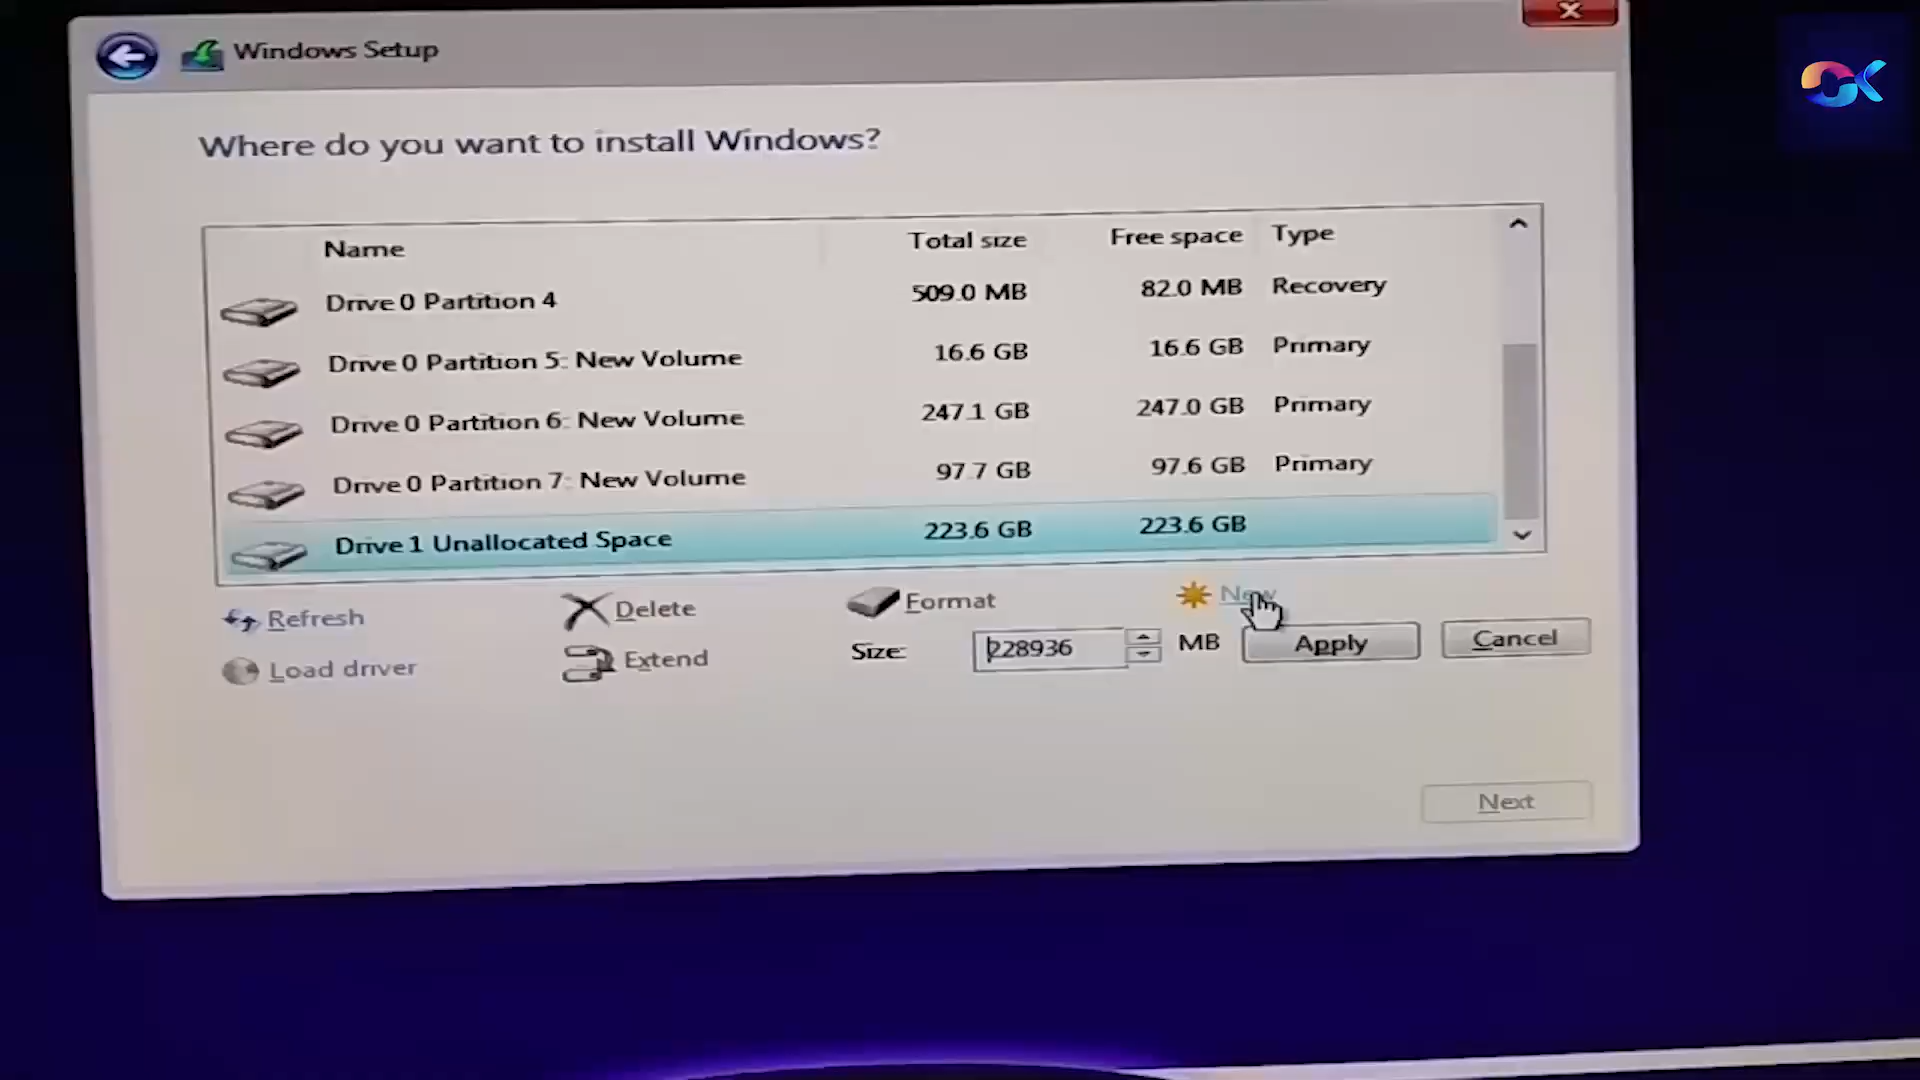 Windows Setup
Where do you want to install Windows?
Name Total size Free space Type
Drive 0 Partition 4 509.0 MB 82.0 MB Recovery
Drive 0 Partition 5: New Volume 16.6 GB 16.6 GB Primary
Drive 0 Partition 6: New Volume 247.1 GB 247.0 GB Primary
Drive 0 Partition 7: New Volume 97.7 GB 97.6 GB Primary
Drive 1 Unallocated Space 223.6 GB 223.6 GB
Refresh Delete Format New
Load driver Extend Size: 228936 MB Apply Cancel
Next